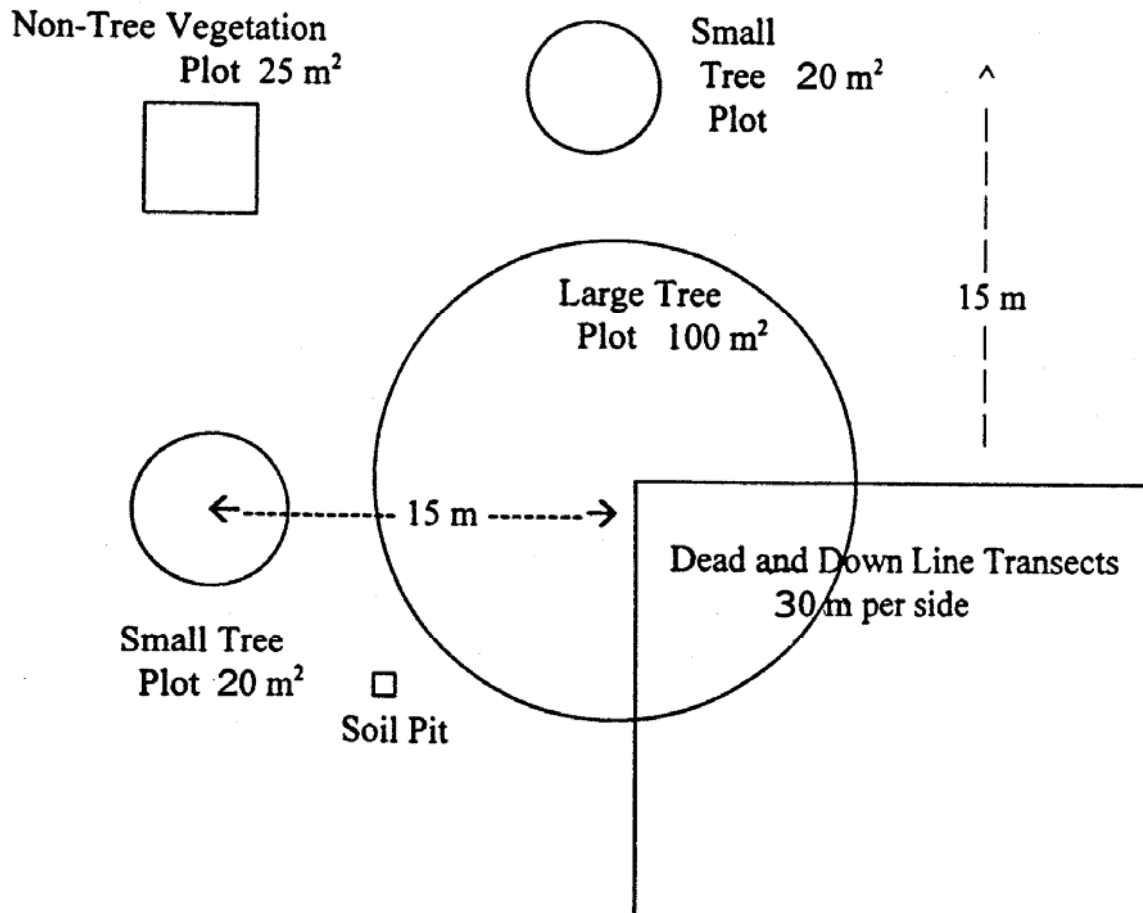 Non-Tree Vegetation
Plot 25 m²
Small
Tree 20 m²
Plot
Large Tree
Plot 100 m²
15 m
15 m
Dead and Down Line Transects
30 m per side
Small Tree
Plot 20 m²
Soil Pit